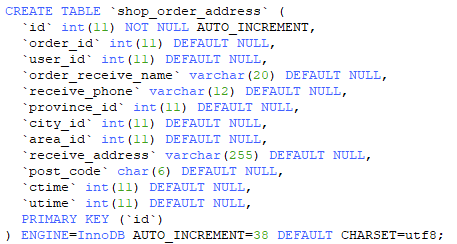 CREATE TABLE `shop_order_address` (
  `id` int(11) NOT NULL AUTO_INCREMENT,
  `order_id` int(11) DEFAULT NULL,
  `user_id` int(11) DEFAULT NULL,
  `order_receive_name` varchar(20) DEFAULT NULL,
  `receive_phone` varchar(12) DEFAULT NULL,
  `province_id` int(11) DEFAULT NULL,
  `city_id` int(11) DEFAULT NULL,
  `area_id` int(11) DEFAULT NULL,
  `receive_address` varchar(255) DEFAULT NULL,
  `post_code` char(6) DEFAULT NULL,
  `ctime` int(11) DEFAULT NULL,
  `utime` int(11) DEFAULT NULL,
  PRIMARY KEY (`id`)
) ENGINE=InnoDB AUTO_INCREMENT=38 DEFAULT CHARSET=utf8;